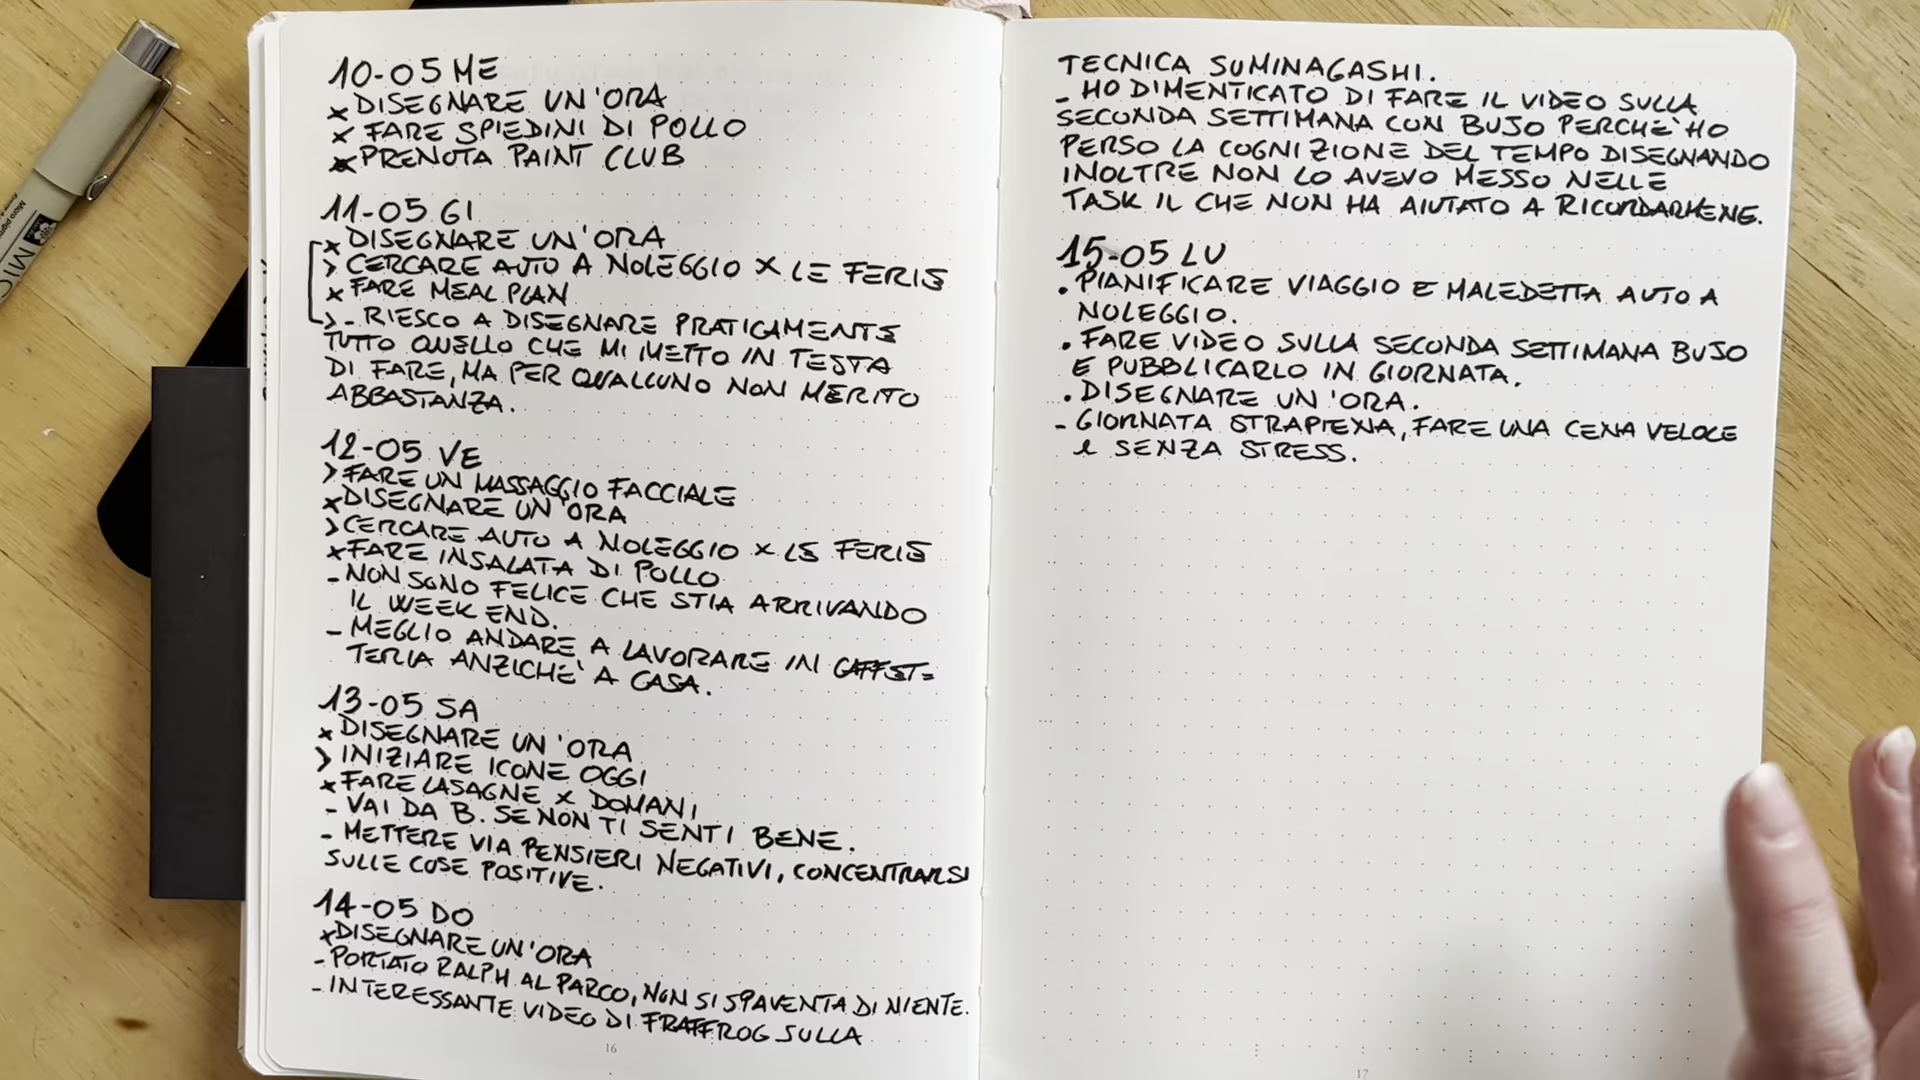 10-05 ME
x DISEGNARE UN'ORA
x FARE SPIEDINI DI POLLO
x PRENOTA PAINT CLUB
11-05 GI
x DISEGNARE UN'ORA
> CERCARE AUTO A NOLEGGIO X LE FERIE
x FARE MEAL PLAN
> - RIESCO A DISEGNARE PRATICAMENTE
TUTTO QUELLO CHE MI METTO IN TESTA
DI FARE, MA PER QUALCUNO NON MERITO
ABBASTANZA.
12-05 VE
> FARE UN MASSAGGIO FACCIALE
x DISEGNARE UN'ORA
> CERCARE AUTO A NOLEGGIO X LE FERIE
x FARE INSALATA DI POLLO
- NON SONO FELICE CHE STIA ARRIVANDO
IL WEEK END.
- MEGLIO ANDARE A LAVORARE IN CAFFET=
TERIA ANZICHE' A CASA.
13-05 SA
x DISEGNARE UN'ORA
> INIZIARE ICONE OGGI
x FARE LASAGNE X DOMANI
- VAI DA B. SE NON TI SENTI BENE.
- METTERE VIA PENSIERI NEGATIVI, CONCENTRARSI
SULLE COSE POSITIVE.
14-05 DO
x DISEGNARE UN'ORA
- PORTATO RALPH AL PARCO, NON SI SPAVENTA DI NIENTE.
- INTERESSANTE VIDEO DI FRAFFROG SULLA
16
TECNICA SUMINAGASHI.
- HO DIMENTICATO DI FARE IL VIDEO SULLA
SECONDA SETTIMANA CON BUJO PERCHE' HO
PERSO LA COGNIZIONE DEL TEMPO DISEGNANDO
INOLTRE NON LO AVEVO MESSO NELLE
TASK IL CHE NON HA AIUTATO A RICORDARMENE.
15-05 LU
• PIANIFICARE VIAGGIO E MALEDETTA AUTO A
NOLEGGIO.
• FARE VIDEO SULLA SECONDA SETTIMANA BUJO
E PUBBLICARLO IN GIORNATA.
• DISEGNARE UN'ORA.
- GIORNATA STRAPIENA, FARE UNA CENA VELOCE
e SENZA STRESS.
17